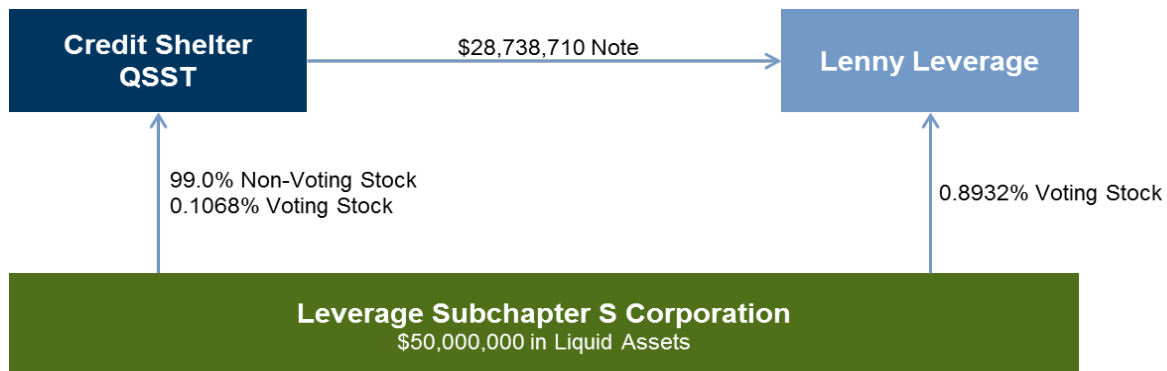 Credit Shelter
QSST
$28,738,710 Note
Lenny Leverage
99.0% Non-Voting Stock
0.1068% Voting Stock
0.8932% Voting Stock
Leverage Subchapter S Corporation
$50,000,000 in Liquid Assets